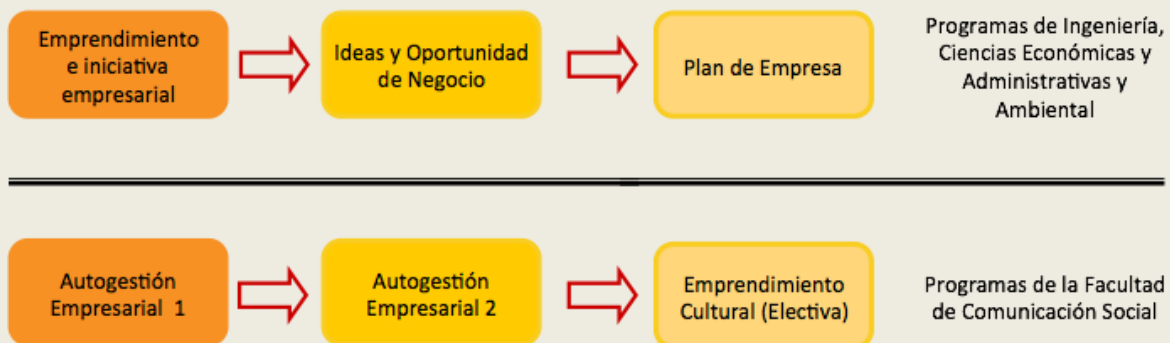 Emprendimiento
e iniciativa
empresarial
Ideas y Oportunidad
de Negocio
Plan de Empresa
Programas de Ingeniería,
Ciencias Económicas y
Administrativas y
Ambiental
Autogestión
Empresarial 1
Autogestión
Empresarial 2
Emprendimiento
Cultural (Electiva)
Programas de la Facultad
de Comunicación Social